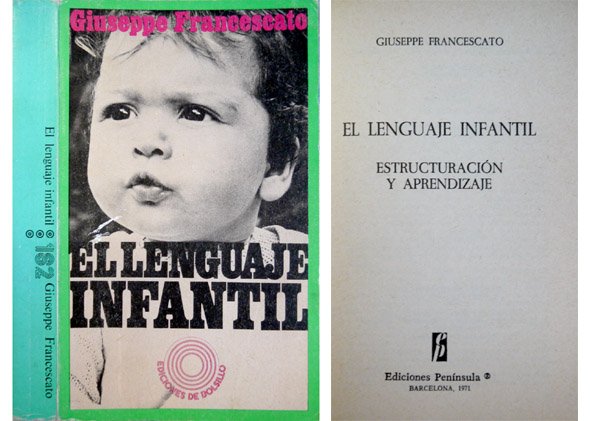 El lenguaje infantil 182 Giuseppe Francescato
Giuseppe Francescato
EL LENGUAJE
INFANTIL
EDICIONES DE BOLSILLO
GIUSEPPE FRANCESCATO
EL LENGUAJE INFANTIL
ESTRUCTURACIÓN
Y APRENDIZAJE
Ediciones Península
BARCELONA, 1971